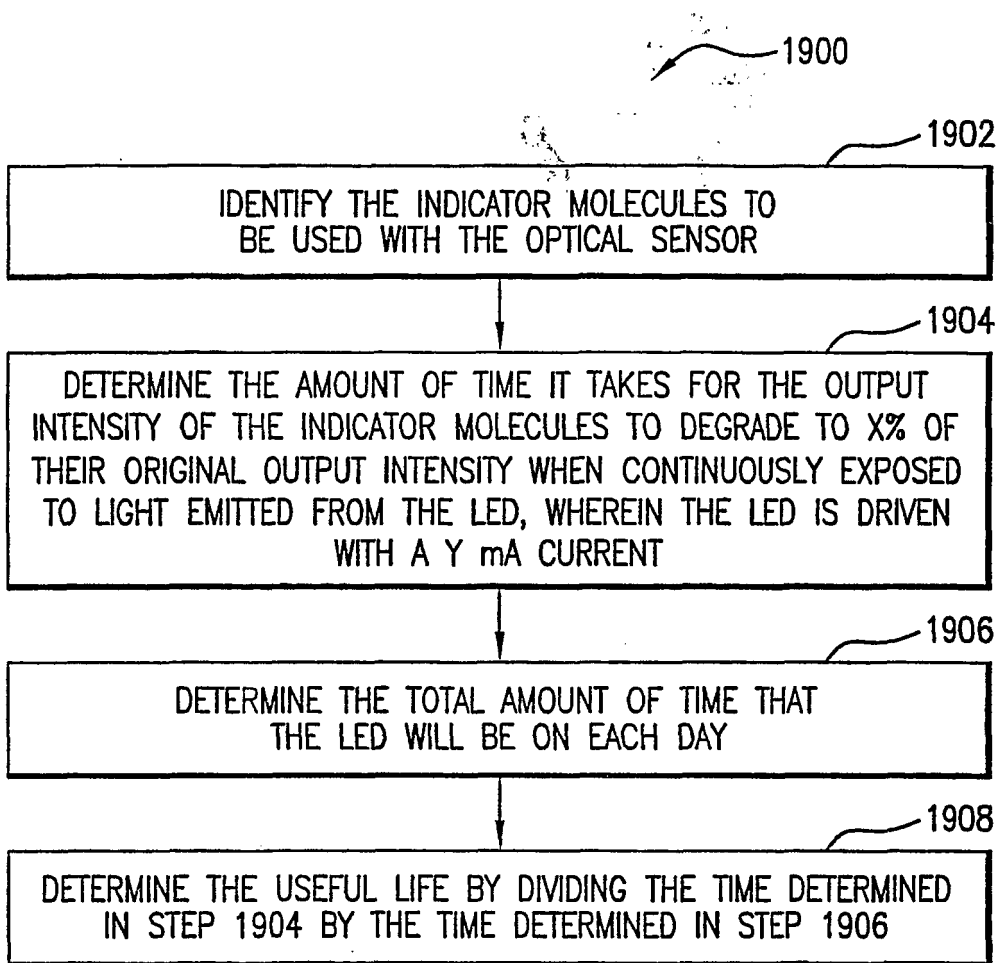 1900
1902
IDENTIFY THE INDICATOR MOLECULES TO
BE USED WITH THE OPTICAL SENSOR
1904
DETERMINE THE AMOUNT OF TIME IT TAKES FOR THE OUTPUT
INTENSITY OF THE INDICATOR MOLECULES TO DEGRADE TO X% OF
THEIR ORIGINAL OUTPUT INTENSITY WHEN CONTINUOUSLY EXPOSED
TO LIGHT EMITTED FROM THE LED, WHEREIN THE LED IS DRIVEN
WITH A Y mA CURRENT
1906
DETERMINE THE TOTAL AMOUNT OF TIME THAT
THE LED WILL BE ON EACH DAY
1908
DETERMINE THE USEFUL LIFE BY DIVIDING THE TIME DETERMINED
IN STEP 1904 BY THE TIME DETERMINED IN STEP 1906